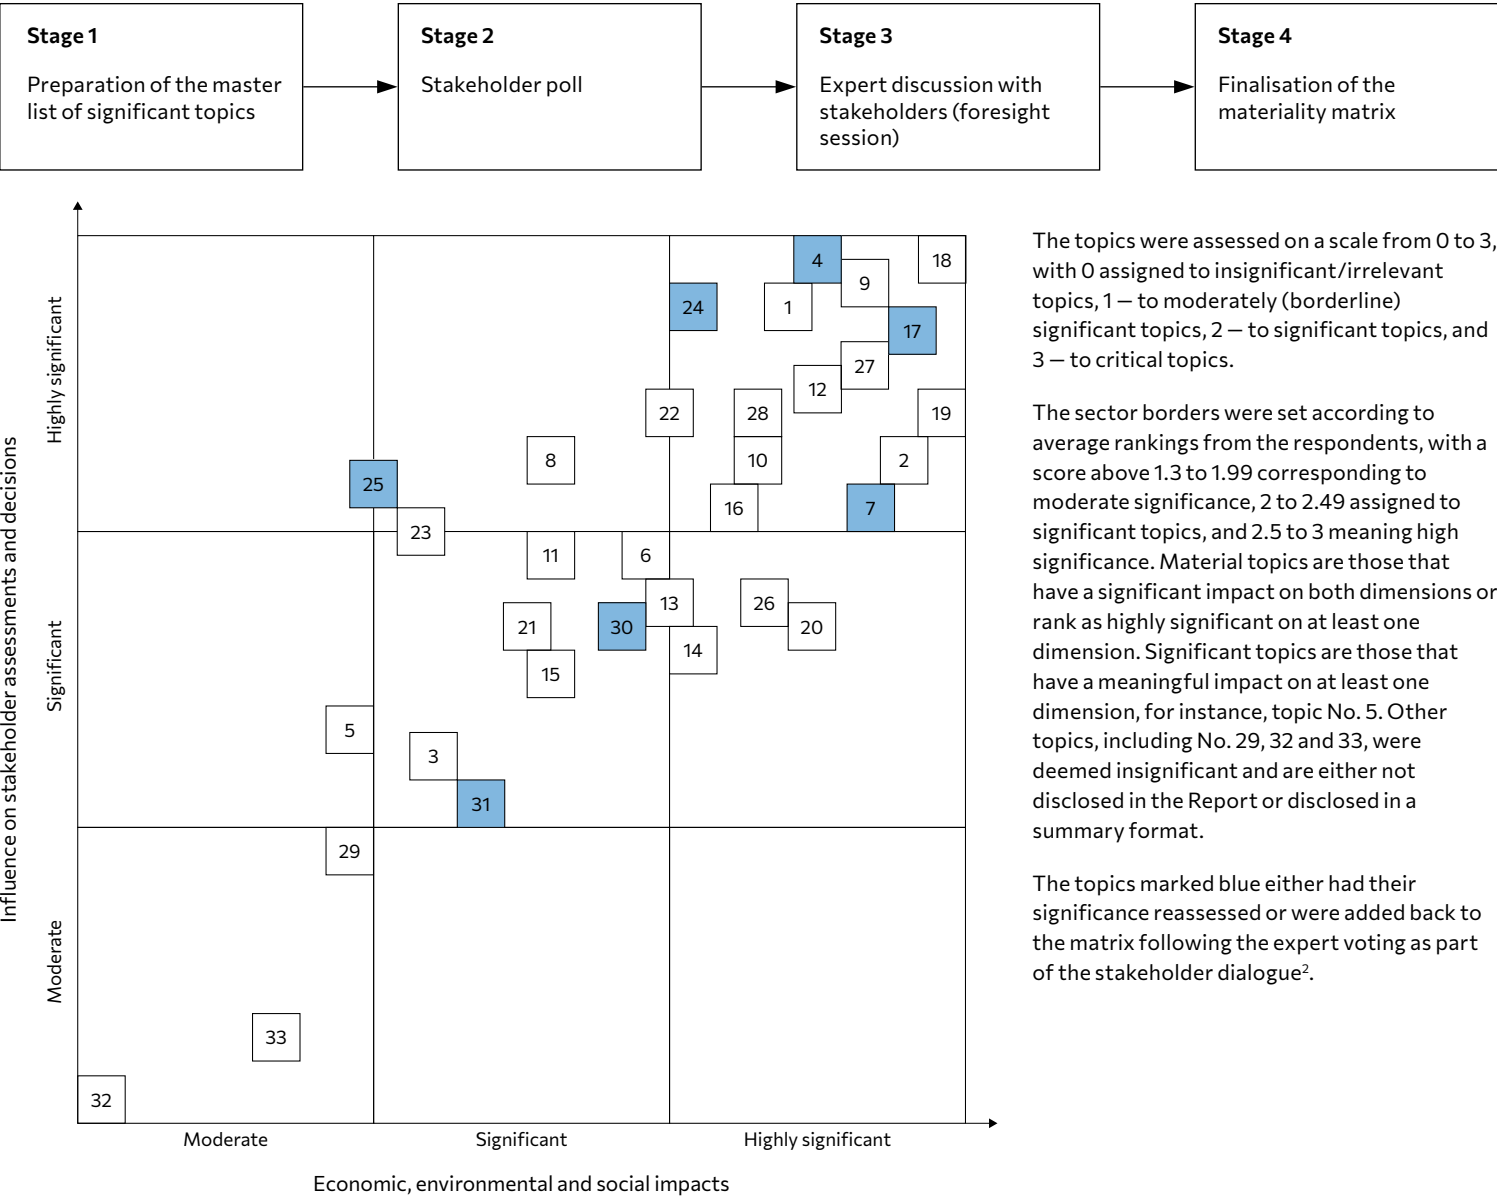 Stage 1
Preparation of the master
list of significant topics
Stage 2
Stakeholder poll
Stage 3
Expert discussion with
stakeholders (foresight
session)
Stage 4
Finalisation of the
materiality matrix
Influence on stakeholder assessments and decisions
Highly significant
Significant
Moderate
4
18
9
24
1
17
27
12
22
28
19
8
10
2
25
16
7
23
11
6
13
26
21
30
20
14
15
5
3
31
29
33
32
Moderate
Significant
Highly significant
Economic, environmental and social impacts
The topics were assessed on a scale from 0 to 3,
with 0 assigned to insignificant/irrelevant
topics, 1 — to moderately (borderline)
significant topics, 2 — to significant topics, and
3 — to critical topics.
The sector borders were set according to
average rankings from the respondents, with a
score above 1.3 to 1.99 corresponding to
moderate significance, 2 to 2.49 assigned to
significant topics, and 2.5 to 3 meaning high
significance. Material topics are those that
have a significant impact on both dimensions or
rank as highly significant on at least one
dimension. Significant topics are those that
have a meaningful impact on at least one
dimension, for instance, topic No. 5. Other
topics, including No. 29, 32 and 33, were
deemed insignificant and are either not
disclosed in the Report or disclosed in a
summary format.
The topics marked blue either had their
significance reassessed or were added back to
the matrix following the expert voting as part
of the stakeholder dialogue².